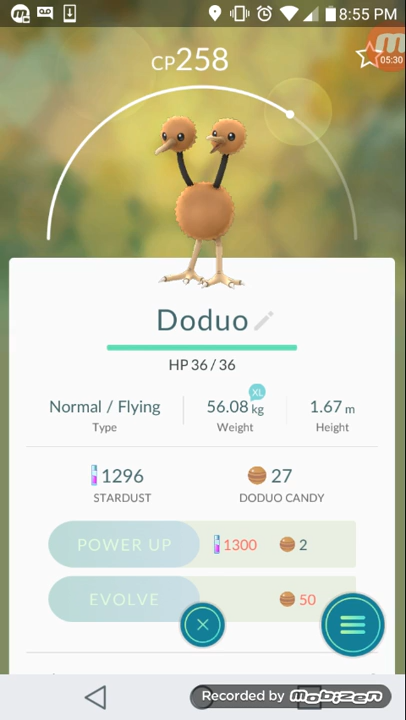 8:55 PM
05:30
CP258
Doduo
HP 36 / 36
XL
Normal / Flying
56.08 kg
1.67 m
Type
Weight
Height
1296
27
STARDUST
DODUO CANDY
POWER UP
1300
2
EVOLVE
50
Recorded by mobizen